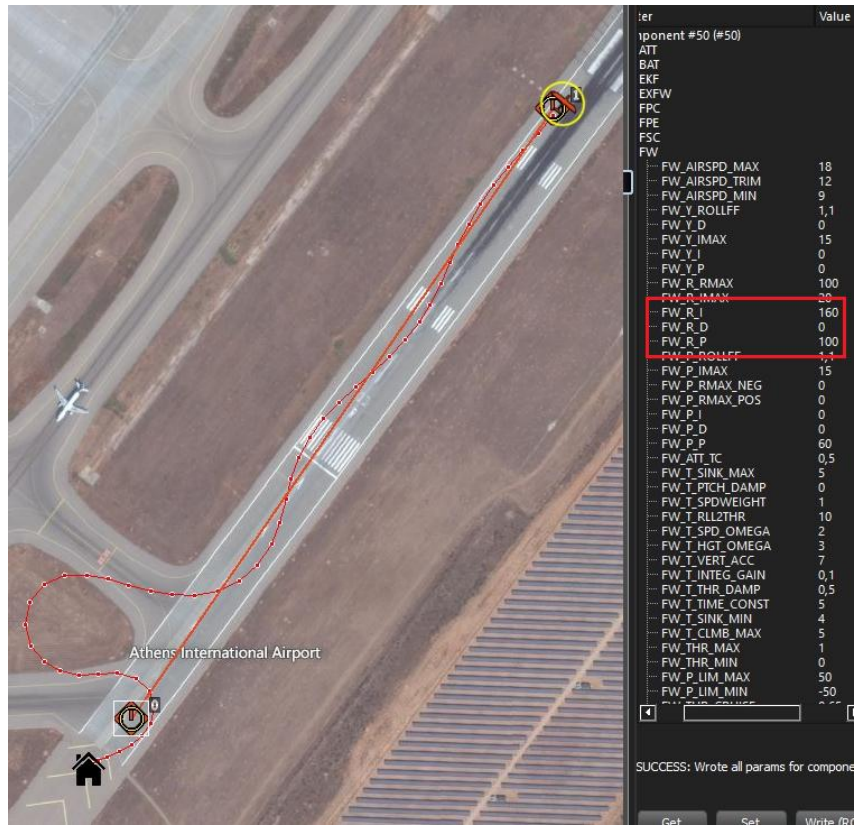 ter Value
ponent #50 (#50)
ATT
BAT
EKF
EXFW
FPC
FPE
FSC
FW
FW_AIRSPD_MAX 18
FW_AIRSPD_TRIM 12
FW_AIRSPD_MIN 9
FW_Y_ROLLFF 1,1
FW_Y_D 0
FW_Y_IMAX 15
FW_Y_I 0
FW_Y_P 0
FW_R_RMAX 100
FW_R_IMAX 20
FW_R_I 160
FW_R_D 0
FW_R_P 100
FW_P_ROLLFF 1,1
FW_P_IMAX 15
FW_P_RMAX_NEG 0
FW_P_RMAX_POS 0
FW_P_I 0
FW_P_D 0
FW_P_P 60
FW_ATT_TC 0,5
FW_T_SINK_MAX 5
FW_T_PTCH_DAMP 0
FW_T_SPDWEIGHT 1
FW_T_RLL2THR 10
FW_T_SPD_OMEGA 2
FW_T_HGT_OMEGA 3
FW_T_VERT_ACC 7
FW_T_INTEG_GAIN 0,1
FW_T_THR_DAMP 0,5
FW_T_TIME_CONST 5
FW_T_SINK_MIN 4
FW_T_CLMB_MAX 5
FW_THR_MAX 1
FW_THR_MIN 0
FW_P_LIM_MAX 50
FW_P_LIM_MIN -50
SUCCESS: Wrote all params for compone
Get Set Write (RO
1
Athens International Airport
0